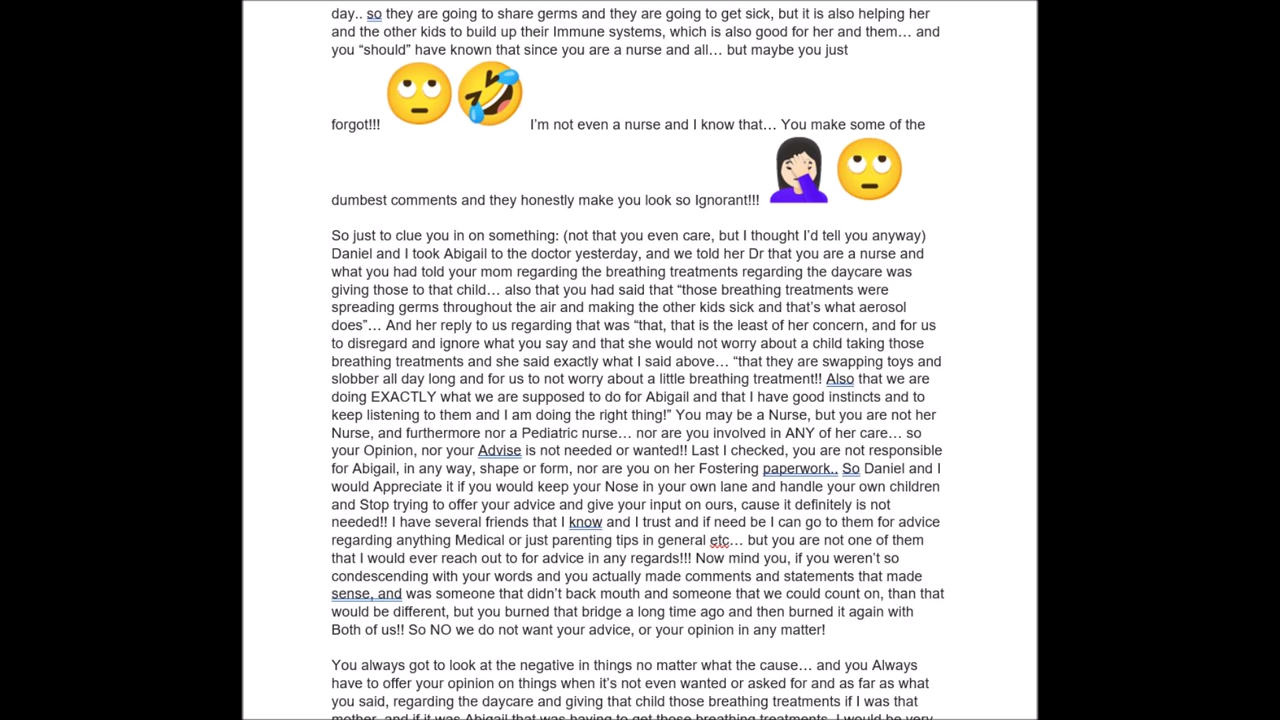 day.. so they are going to share germs and they are going to get sick, but it is also helping her
and the other kids to build up their Immune systems, which is also good for her and them… and
you “should” have known that since you are a nurse and all… but maybe you just
forgot!!! 🙄🤣 I’m not even a nurse and I know that… You make some of the
dumbest comments and they honestly make you look so Ignorant!!! 🤦🏻‍♀️🙄
So just to clue you in on something: (not that you even care, but I thought I’d tell you anyway)
Daniel and I took Abigail to the doctor yesterday, and we told her Dr that you are a nurse and
what you had told your mom regarding the breathing treatments regarding the daycare was
giving those to that child… also that you had said that “those breathing treatments were
spreading germs throughout the air and making the other kids sick and that’s what aerosol
does”… And her reply to us regarding that was “that, that is the least of her concern, and for us
to disregard and ignore what you say and that she would not worry about a child taking those
breathing treatments and she said exactly what I said above… “that they are swapping toys and
slobber all day long and for us to not worry about a little breathing treatment!! Also that we are
doing EXACTLY what we are supposed to do for Abigail and that I have good instincts and to
keep listening to them and I am doing the right thing!” You may be a Nurse, but you are not her
Nurse, and furthermore nor a Pediatric nurse… nor are you involved in ANY of her care… so
your Opinion, nor your Advise is not needed or wanted!! Last I checked, you are not responsible
for Abigail, in any way, shape or form, nor are you on her Fostering paperwork.. So Daniel and I
would Appreciate it if you would keep your Nose in your own lane and handle your own children
and Stop trying to offer your advice and give your input on ours, cause it definitely is not
needed!! I have several friends that I know and I trust and if need be I can go to them for advice
regarding anything Medical or just parenting tips in general etc… but you are not one of them
that I would ever reach out to for advice in any regards!!! Now mind you, if you weren’t so
condescending with your words and you actually made comments and statements that made
sense, and was someone that didn’t back mouth and someone that we could count on, than that
would be different, but you burned that bridge a long time ago and then burned it again with
Both of us!! So NO we do not want your advice, or your opinion in any matter!
You always got to look at the negative in things no matter what the cause… and you Always
have to offer your opinion on things when it’s not even wanted or asked for and as far as what
you said, regarding the daycare and giving that child those breathing treatments if I was that
mother, and if it was Abigail that was having to get those breathing treatments, I would be very